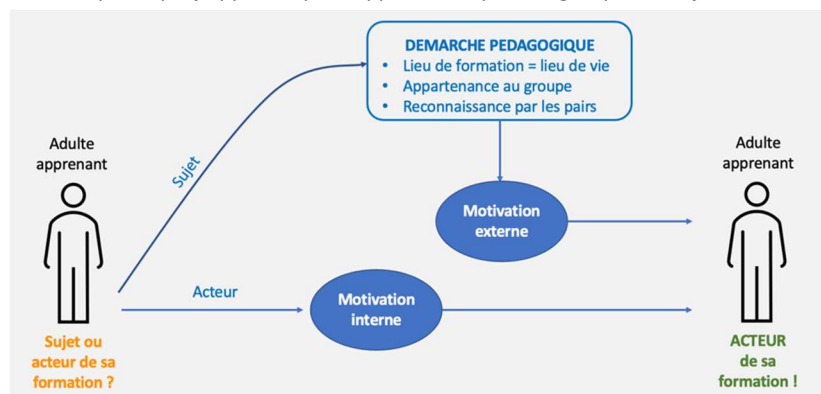 DEMARCHE PEDAGOGIQUE
• Lieu de formation = lieu de vie
• Appartenance au groupe
• Reconnaissance par les pairs
Adulte
apprenant
Sujet
Adulte
apprenant
Motivation
externe
Acteur
Motivation
interne
Sujet ou
acteur de sa
formation ?
ACTEUR
de sa
formation !